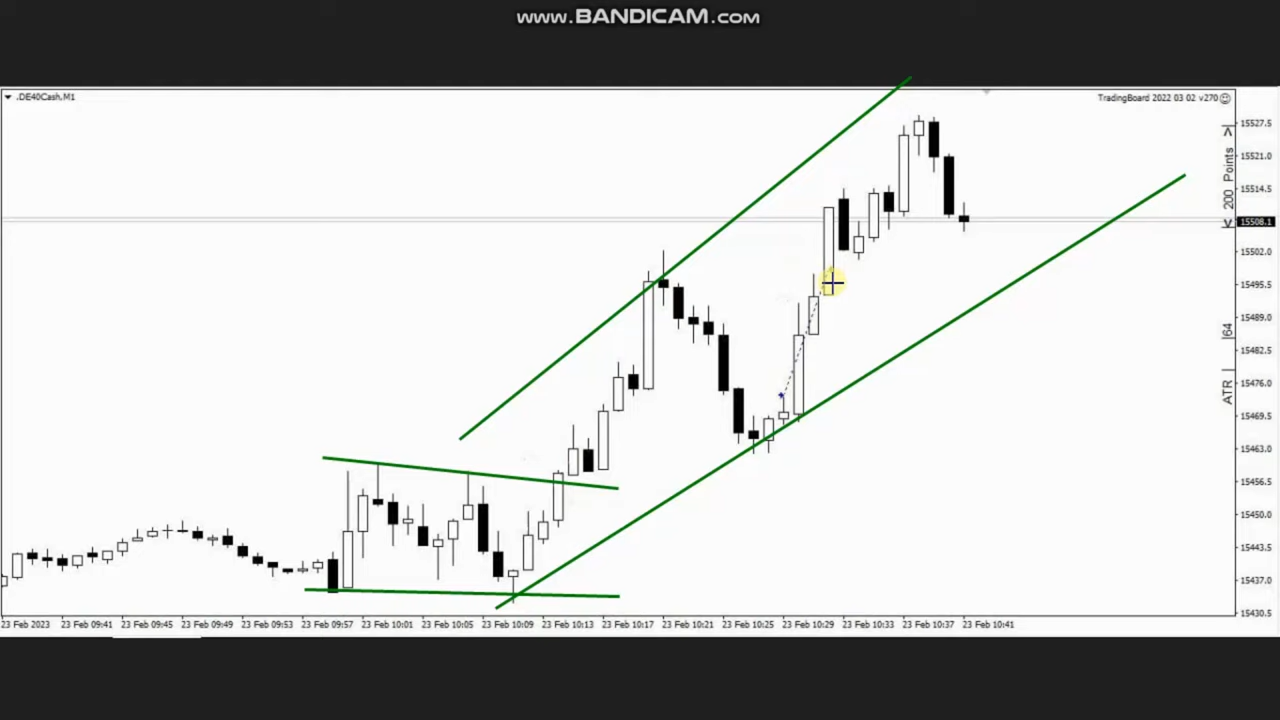 www.BANDICAM.com
.DE40Cash,M1
TradingBoard 2022 03 02 v270
15527.5
15521.0
15514.5
15508.1
15502.0
15495.5
15489.0
15482.5
15476.0
15469.5
15463.0
15456.5
15450.0
15443.5
15437.0
15430.5
< 200 Points >
|64
ATR
23 Feb 2023 23 Feb 09:41 23 Feb 09:45 23 Feb 09:49 23 Feb 09:53 23 Feb 09:57 23 Feb 10:01 23 Feb 10:05 23 Feb 10:09 23 Feb 10:13 23 Feb 10:17 23 Feb 10:21 23 Feb 10:25 23 Feb 10:29 23 Feb 10:33 23 Feb 10:37 23 Feb 10:41